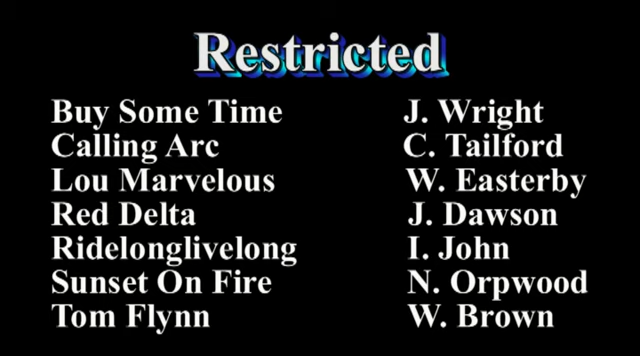 Restricted
Buy Some Time J. Wright
Calling Arc C. Tailford
Lou Marvelous W. Easterby
Red Delta J. Dawson
Ridelonglivelong I. John
Sunset On Fire N. Orpwood
Tom Flynn W. Brown